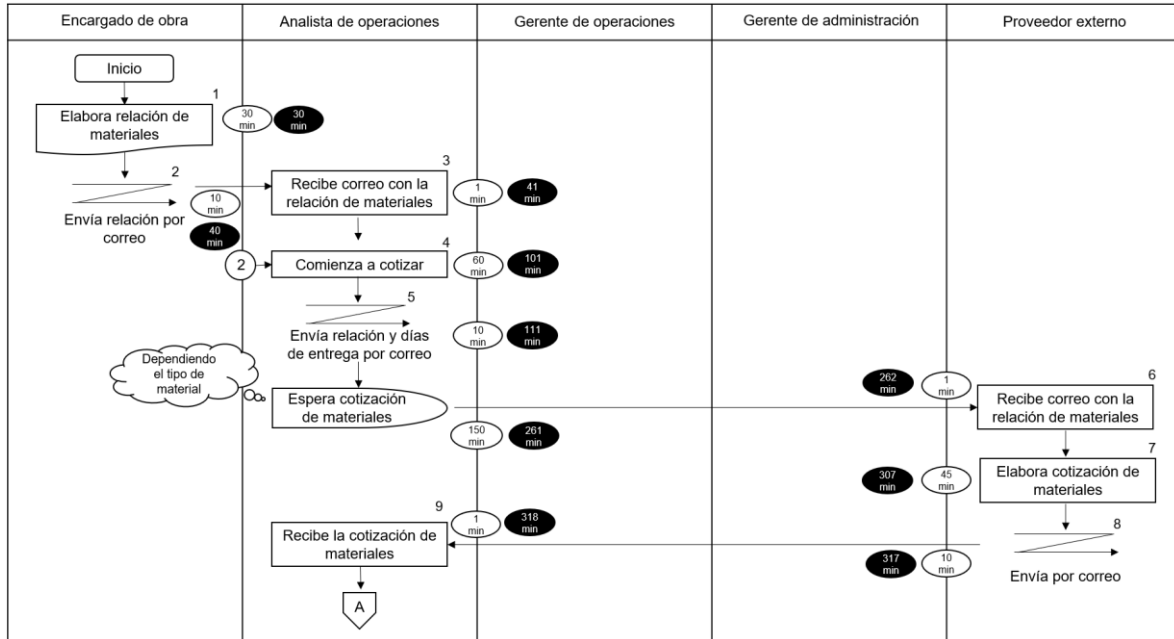 Encargado de obra
Analista de operaciones
Gerente de operaciones
Gerente de administración
Proveedor externo
Inicio
1
Elabora relación de
materiales
30
min
30
min
2
Envía relación por
correo
10
min
40
min
3
Recibe correo con la
relación de materiales
1
min
41
min
2
4
Comienza a cotizar
60
min
101
min
5
Envía relación y días
de entrega por correo
10
min
111
min
Dependiendo
el tipo de
material
Espera cotización
de materiales
150
min
261
min
262
min
1
min
6
Recibe correo con la
relación de materiales
307
min
45
min
7
Elabora cotización de
materiales
8
Envía por correo
317
min
10
min
9
Recibe la cotización de
materiales
1
min
318
min
A